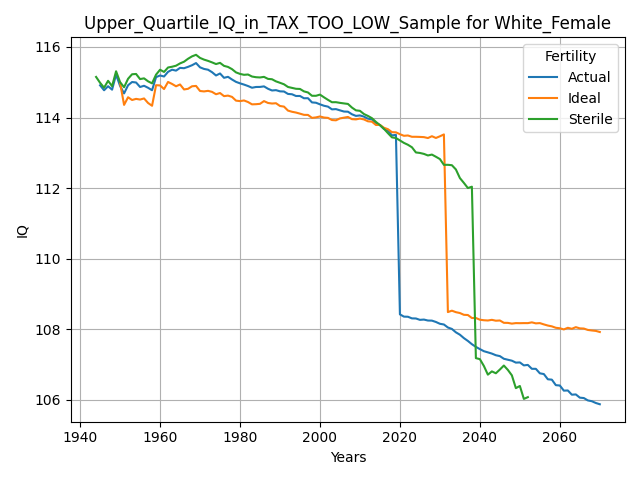 Upper_Quartile_IQ_in_TAX_TOO_LOW_Sample for White_Female
Fertility
Actual
Ideal
Sterile
IQ
116
114
112
110
108
106
1940
1960
1980
2000
2020
2040
2060
Years